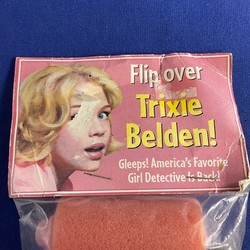 Flip over
Trixie
Belden!
Gleeps! America's Favorite
Girl Detective Is Back!